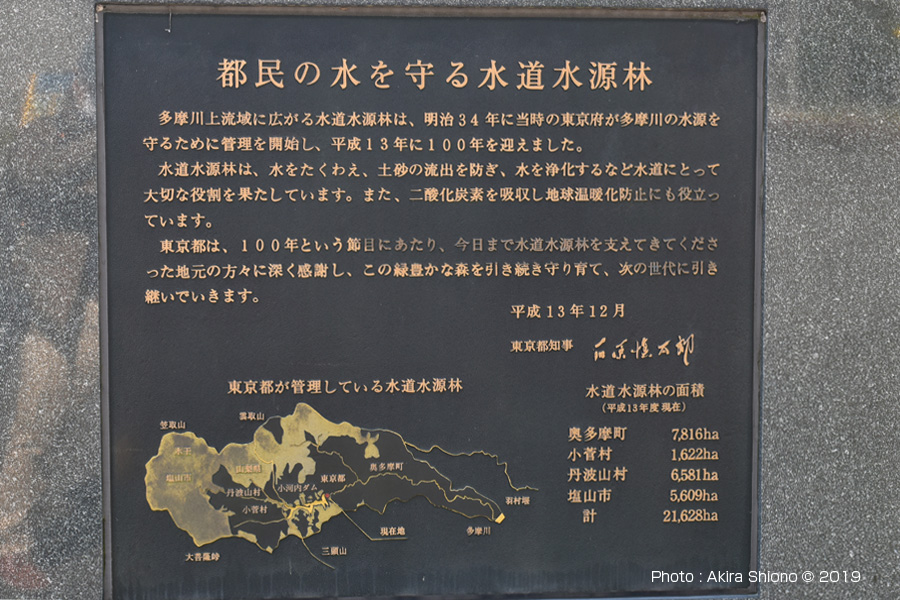 都民の水を守る水道水源林
多摩川上流域に広がる水道水源林は、明治34年に当時の東京府が多摩川の水源を
守るために管理を開始し、平成13年に100年を迎えました。
水道水源林は、水をたくわえ、土砂の流出を防ぎ、水を浄化するなど水道にとって
大切な役割を果たしています。また、二酸化炭素を吸収し地球温暖化防止にも役立っ
ています。
東京都は、100年という節目にあたり、今日まで水道水源林を支えてきてくださ
った地元の方々に深く感謝し、この緑豊かな森を引き続き守り育て、次の世代に引き
継いでいきます。
平成13年12月
東京都知事 石原慎太郎
東京都が管理している水道水源林
笠取山
雲取山
塩山市
山梨県
丹波山村
小菅村
小河内ダム
東京都
奥多摩町
羽村堰
多摩川
現在地
三頭山
大菩薩峠
水道水源林の面積
(平成13年度現在)
奥多摩町 7,816ha
小菅村 1,622ha
丹波山村 6,581ha
塩山市 5,609ha
計 21,628ha
Photo : Akira Shiono © 2019